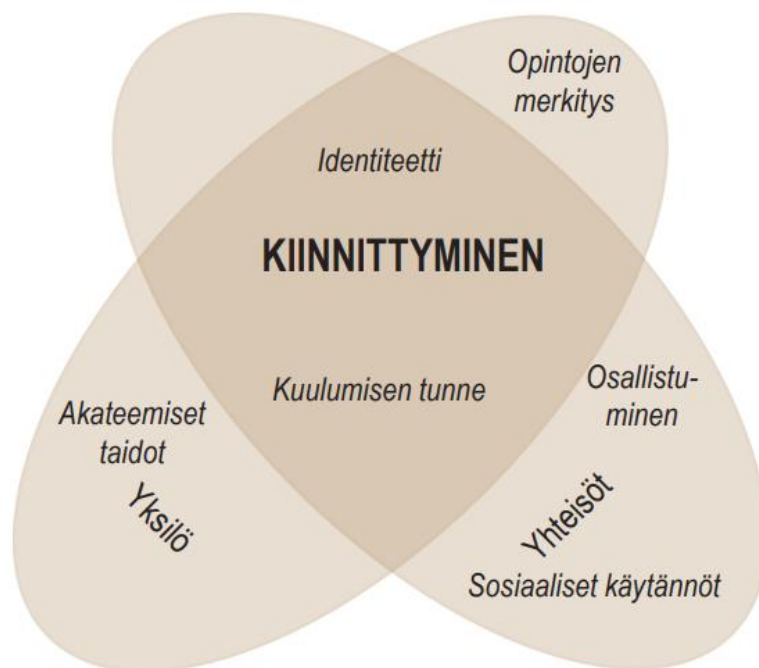 Opintojen
merkitys
Identiteetti
KIINNITTYMINEN
Kuulumisen tunne
Osallistu-
minen
Akateemiset
taidot
Yksilö
Yhteisöt
Sosiaaliset käytännöt